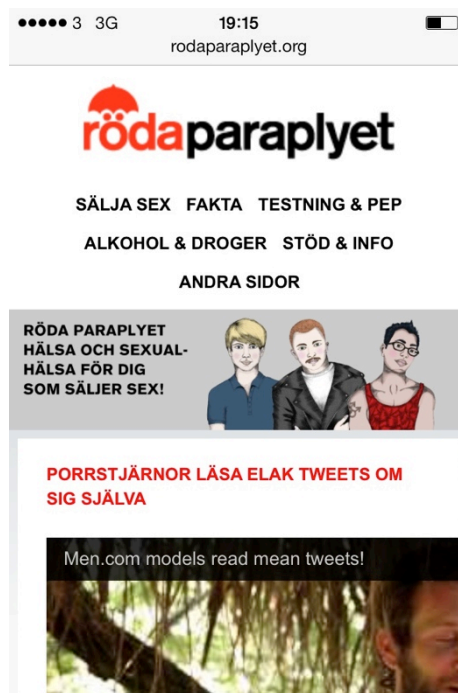 ●●●●● 3 3G 19:15
rodaparaplyet.org
rödaparaplyet
SÄLJA SEX FAKTA TESTNING & PEP
ALKOHOL & DROGER STÖD & INFO
ANDRA SIDOR
RÖDA PARAPLYET
HÄLSA OCH SEXUAL-
HÄLSA FÖR DIG
SOM SÄLJER SEX!
PORRSTJÄRNOR LÄSA ELAK TWEETS OM
SIG SJÄLVA
Men.com models read mean tweets!